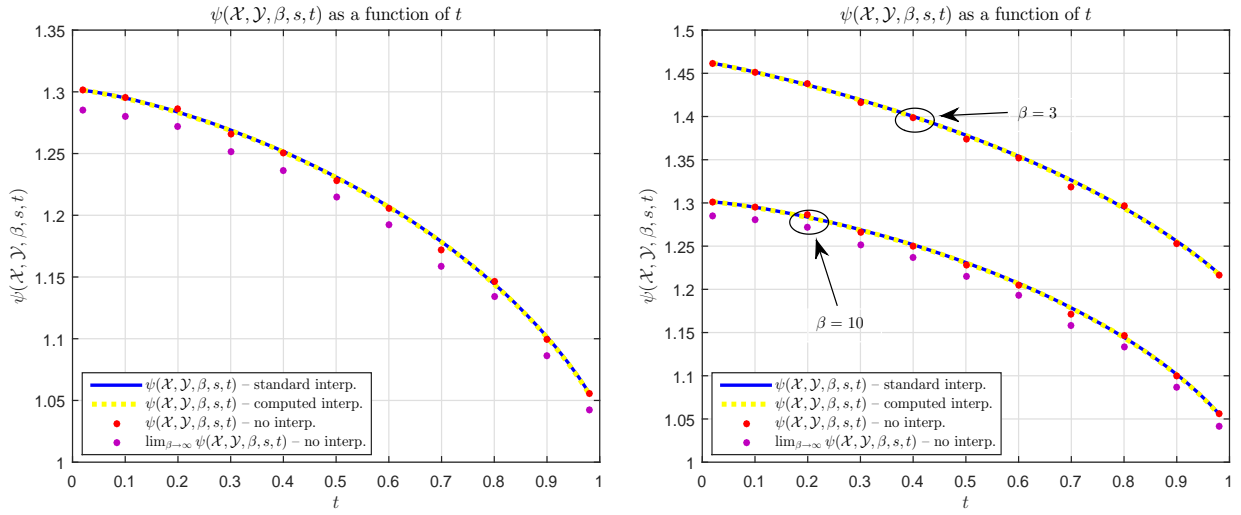 ψ(𝒳, 𝒴, β, s, t) as a function of t
1.35
1.3
1.25
1.2
1.15
1.1
1.05
1
ψ(𝒳, 𝒴, β, s, t)
ψ(𝒳, 𝒴, β, s, t) – standard interp.
ψ(𝒳, 𝒴, β, s, t) – computed interp.
ψ(𝒳, 𝒴, β, s, t) – no interp.
lim_{β→∞} ψ(𝒳, 𝒴, β, s, t) – no interp.
0 0.1 0.2 0.3 0.4 0.5 0.6 0.7 0.8 0.9 1
t
ψ(𝒳, 𝒴, β, s, t) as a function of t
1.5
1.45
1.4
1.35
1.3
1.25
1.2
1.15
1.1
1.05
1
ψ(𝒳, 𝒴, β, s, t)
β = 3
β = 10
ψ(𝒳, 𝒴, β, s, t) – standard interp.
ψ(𝒳, 𝒴, β, s, t) – computed interp.
ψ(𝒳, 𝒴, β, s, t) – no interp.
lim_{β→∞} ψ(𝒳, 𝒴, β, s, t) – no interp.
0 0.1 0.2 0.3 0.4 0.5 0.6 0.7 0.8 0.9 1
t